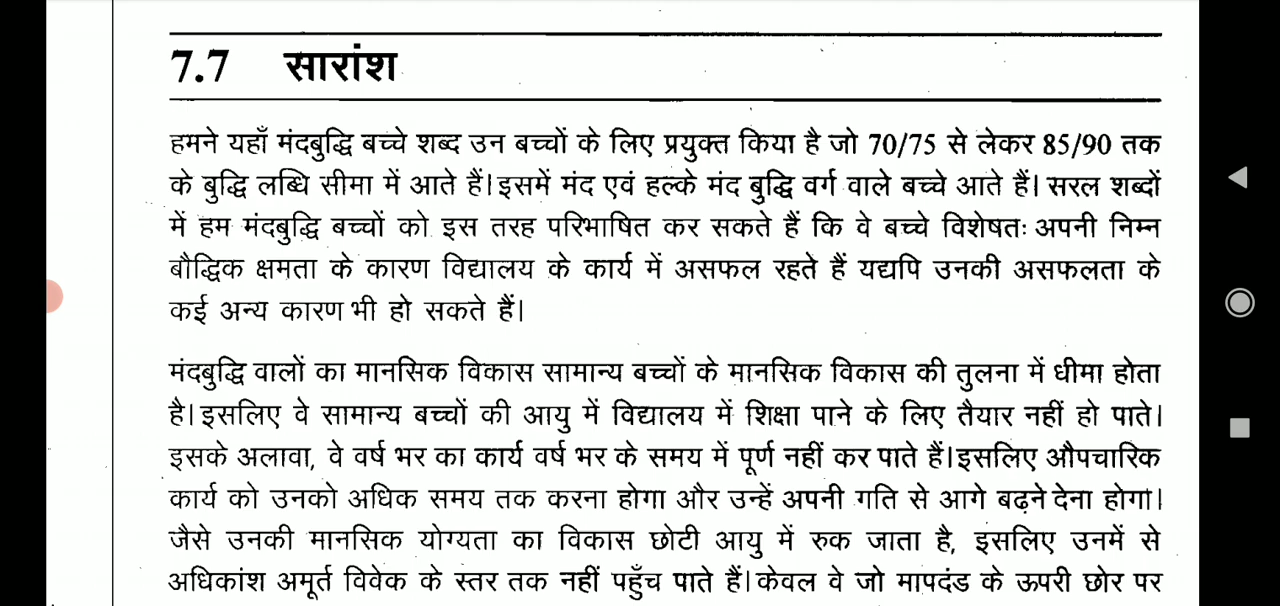 7.7 सारांश
हमने यहाँ मंदबुद्धि बच्चे शब्द उन बच्चों के लिए प्रयुक्त किया है जो 70/75 से लेकर 85/90 तक
के बुद्धि लब्धि सीमा में आते हैं। इसमें मंद एवं हल्के मंद बुद्धि वर्ग वाले बच्चे आते हैं। सरल शब्दों
में हम मंदबुद्धि बच्चों को इस तरह परिभाषित कर सकते हैं कि वे बच्चे विशेषतः अपनी निम्न
बौद्धिक क्षमता के कारण विद्यालय के कार्य में असफल रहते हैं यद्यपि उनकी असफलता के
कई अन्य कारण भी हो सकते हैं।
मंदबुद्धि वालों का मानसिक विकास सामान्य बच्चों के मानसिक विकास की तुलना में धीमा होता
है। इसलिए वे सामान्य बच्चों की आयु में विद्यालय में शिक्षा पाने के लिए तैयार नहीं हो पाते।
इसके अलावा, वे वर्ष भर का कार्य वर्ष भर के समय में पूर्ण नहीं कर पाते हैं। इसलिए औपचारिक
कार्य को उनको अधिक समय तक करना होगा और उन्हें अपनी गति से आगे बढ़ने देना होगा।
जैसे उनकी मानसिक योग्यता का विकास छोटी आयु में रुक जाता है, इसलिए उनमें से
अधिकांश अमूर्त विवेक के स्तर तक नहीं पहुँच पाते हैं। केवल वे जो मापदंड के ऊपरी छोर पर